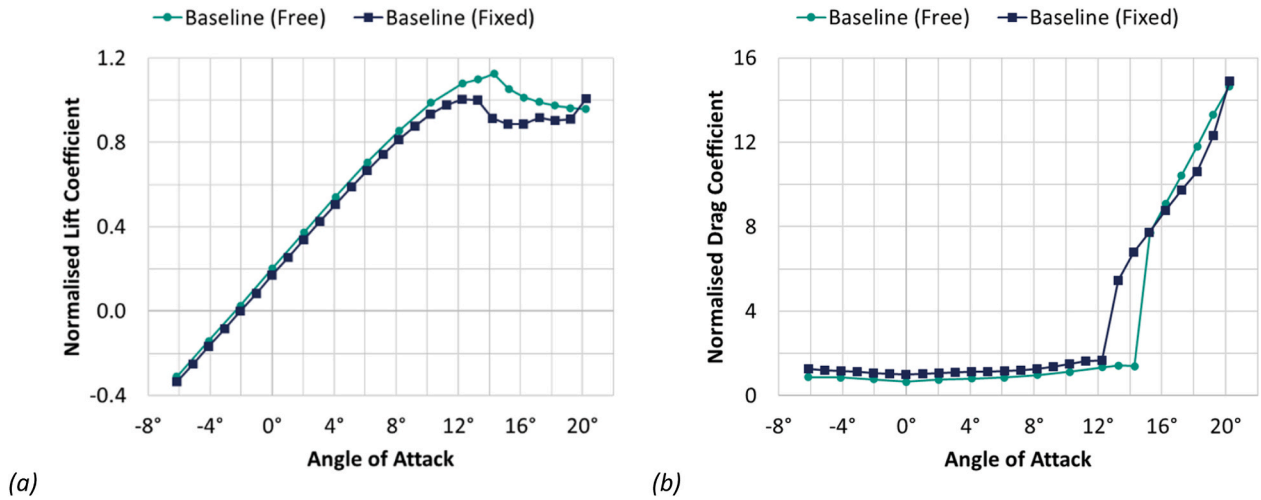 Baseline (Free) Baseline (Fixed)
1.2
0.8
0.4
0.0
-0.4
Normalised Lift Coefficient
-8° -4° 0° 4° 8° 12° 16° 20°
Angle of Attack
(a)
Baseline (Free) Baseline (Fixed)
16
12
8
4
0
Normalised Drag Coefficient
-8° -4° 0° 4° 8° 12° 16° 20°
Angle of Attack
(b)